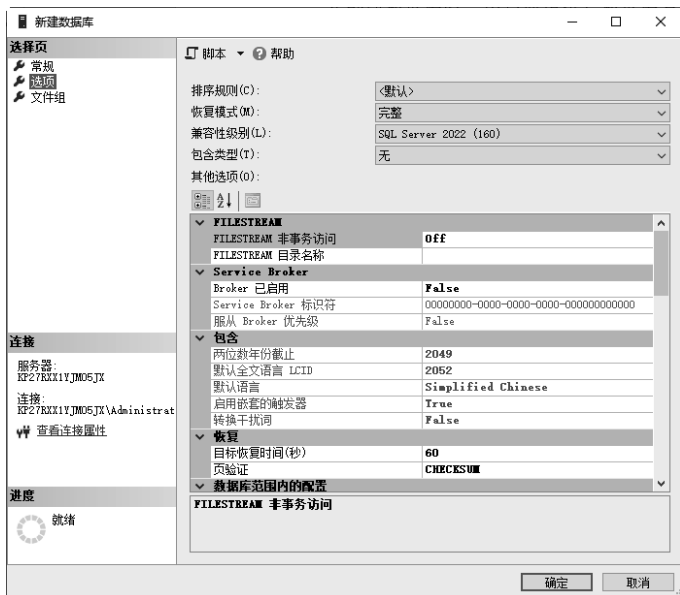 新建数据库
选择页
常规
选项
文件组
脚本 帮助
排序规则(C):
<默认>
恢复模式(M):
完整
兼容性级别(L):
SQL Server 2022 (160)
包含类型(T):
无
其他选项(O):
FILESTREAM
FILESTREAM 非事务访问 Off
FILESTREAM 目录名称
Service Broker
Broker 已启用 False
Service Broker 标识符 00000000-0000-0000-0000-000000000000
服从 Broker 优先级 False
包含
两位数年份截止 2049
默认全文语言 LCID 2052
默认语言 Simplified Chinese
启用嵌套的触发器 True
转换干扰词 False
恢复
目标恢复时间(秒) 60
页验证 CHECKSUM
数据库范围内的配置
FILESTREAM 非事务访问
连接
服务器:
KP27RXX1YJM05JX
连接:
KP27RXX1YJM05JX\Administrat
查看连接属性
进度
就绪
确定 取消